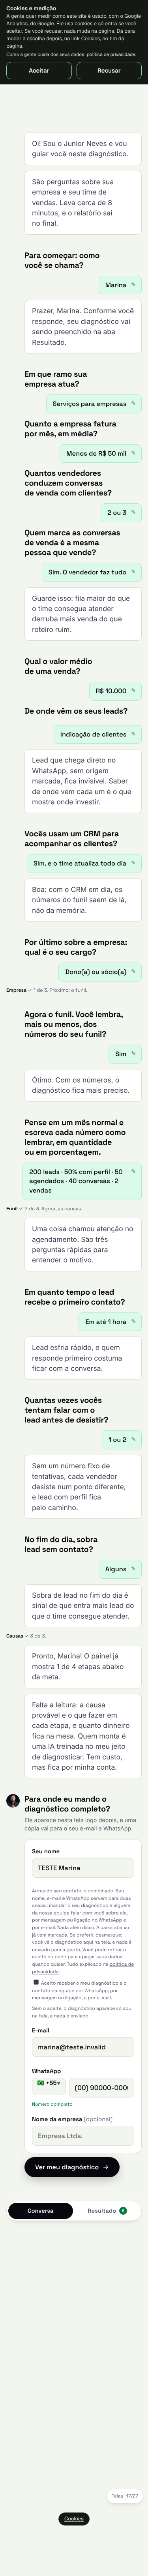 Cookies e medição
A gente quer medir como este site é usado, com o Google
Analytics, do Google. Ele usa cookies e só entra se você
aceitar. Se você recusar, nada muda na página. Dá para
mudar a escolha depois, no link Cookies, no fim da
página.
Como a gente cuida dos seus dados: política de privacidade.
Aceitar
Recusar
Oi! Sou o Junior Neves e vou
guiar você neste diagnóstico.
São perguntas sobre sua
empresa e seu time de
vendas. Leva cerca de 8
minutos, e o relatório sai
no final.
Para começar: como
você se chama?
Marina ✎
Prazer, Marina. Conforme você
responde, seu diagnóstico vai
sendo preenchido na aba
Resultado.
Em que ramo sua
empresa atua?
Serviços para empresas ✎
Quanto a empresa fatura
por mês, em média?
Menos de R$ 50 mil ✎
Quantos vendedores
conduzem conversas
de venda com clientes?
2 ou 3 ✎
Quem marca as conversas
de venda é a mesma
pessoa que vende?
Sim. O vendedor faz tudo ✎
Guarde isso: fila maior do que
o time consegue atender
derruba mais venda do que
roteiro ruim.
Qual o valor médio
de uma venda?
R$ 10.000 ✎
De onde vêm os seus leads?
Indicação de clientes ✎
Lead que chega direto no
WhatsApp, sem origem
marcada, fica invisível. Saber
de onde vem cada um é o que
mostra onde investir.
Vocês usam um CRM para
acompanhar os clientes?
Sim, e o time atualiza todo dia ✎
Boa: com o CRM em dia, os
números do funil saem de lá,
não da memória.
Por último sobre a empresa:
qual é o seu cargo?
Dono(a) ou sócio(a) ✎
Empresa ✓ 1 de 3. Próximo: o funil.
Agora o funil. Você lembra,
mais ou menos, dos
números do seu funil?
Sim ✎
Ótimo. Com os números, o
diagnóstico fica mais preciso.
Pense em um mês normal e
escreva cada número como
lembrar, em quantidade
ou em porcentagem.
200 leads · 50% com perfil · 50 ✎
agendados · 40 conversas · 2
vendas
Funil ✓ 2 de 3. Agora, as causas.
Uma coisa chamou atenção no
agendamento. São três
perguntas rápidas para
entender o motivo.
Em quanto tempo o lead
recebe o primeiro contato?
Em até 1 hora ✎
Lead esfria rápido, e quem
responde primeiro costuma
ficar com a conversa.
Quantas vezes vocês
tentam falar com o
lead antes de desistir?
1 ou 2 ✎
Sem um número fixo de
tentativas, cada vendedor
desiste num ponto diferente,
e lead com perfil fica
pelo caminho.
No fim do dia, sobra
lead sem contato?
Alguns ✎
Sobra de lead no fim do dia é
sinal de que entra mais lead do
que o time consegue atender.
Causas ✓ 3 de 3.
Pronto, Marina! O painel já
mostra 1 de 4 etapas abaixo
da meta.
Falta a leitura: a causa
provável e o que fazer em
cada etapa, e quanto dinheiro
fica na mesa. Quem monta é
uma IA treinada no meu jeito
de diagnosticar. Tem custo,
mas fica por minha conta.
Para onde eu mando o
diagnóstico completo?
Ele aparece nesta tela logo depois, e uma
cópia vai para o seu e-mail e WhatsApp.
Seu nome
TESTE Marina
E-mail
marina@teste.invalid
WhatsApp
+55
(00) 90000-000
Número completo
Nome da empresa (opcional)
Empresa Ltda.
Ver meu diagnóstico →
Conversa
Resultado
Telas 17/27
Cookies